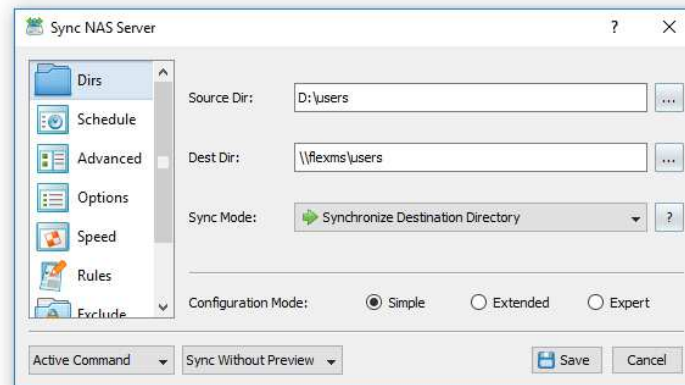 Sync NAS Server
Dirs
Schedule
Advanced
Options
Speed
Rules
Exclude
Source Dir: D:\users ...
Dest Dir: \\flexms\users ...
Sync Mode: Synchronize Destination Directory ?
Configuration Mode: Simple Extended Expert
Active Command Sync Without Preview Save Cancel